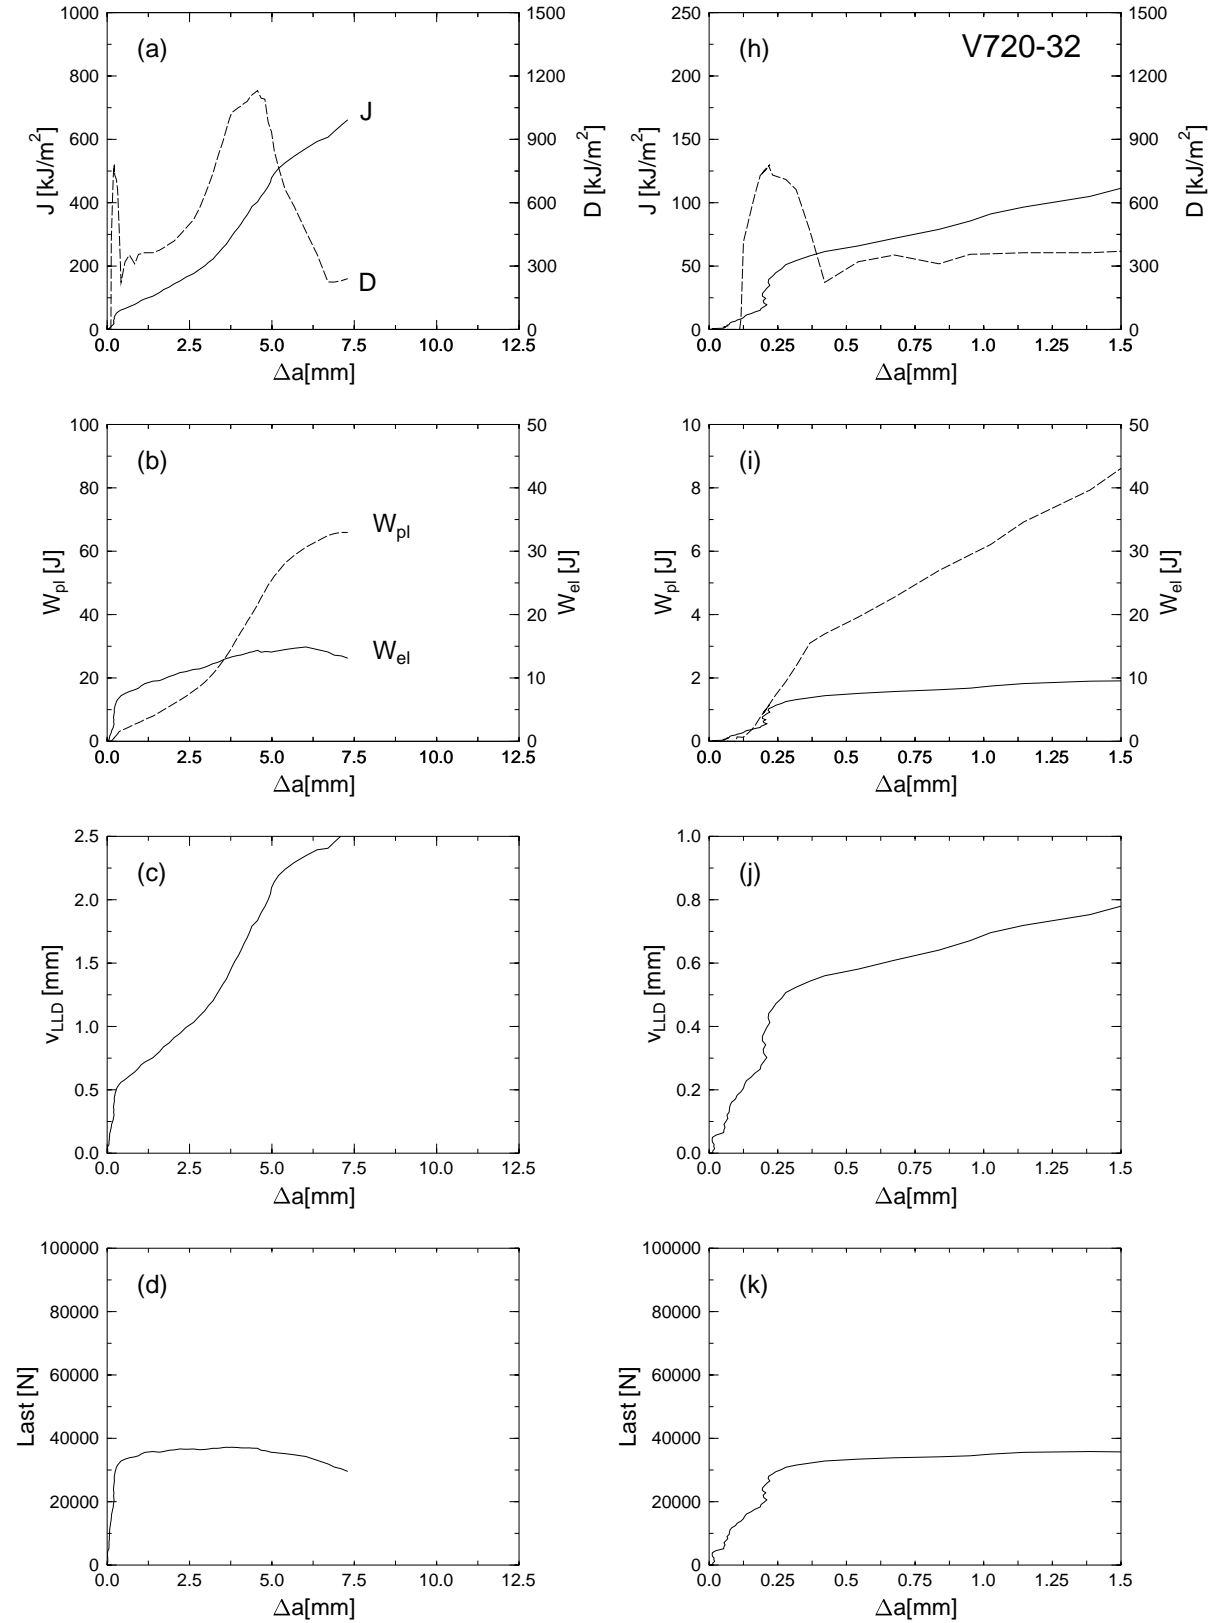 1000 1500 250 1500
(a) (h) V720-32
800 1200 200 1200
J
600 900 150 900
J [kJ/m²] D [kJ/m²] J [kJ/m²] D [kJ/m²]
400 600 100 600
200 300 50 300
D
0 0 0 0
0.0 2.5 5.0 7.5 10.0 12.5 0.0 0.25 0.5 0.75 1.0 1.25 1.5
Δa[mm] Δa[mm]
100 50 10 50
(b) (i)
80 40 8 40
Wpl
60 30 6 30
Wpl [J] Wel [J] Wpl [J] Wel [J]
40 20 4 20
Wel
20 10 2 10
0 0 0 0
0.0 2.5 5.0 7.5 10.0 12.5 0.0 0.25 0.5 0.75 1.0 1.25 1.5
Δa[mm] Δa[mm]
2.5 1.0
(c) (j)
2.0 0.8
1.5 0.6
vLLD [mm] vLLD [mm]
1.0 0.4
0.5 0.2
0.0 0.0
0.0 2.5 5.0 7.5 10.0 12.5 0.0 0.25 0.5 0.75 1.0 1.25 1.5
Δa[mm] Δa[mm]
100000 100000
(d) (k)
80000 80000
60000 60000
Last [N] Last [N]
40000 40000
20000 20000
0 0
0.0 2.5 5.0 7.5 10.0 12.5 0.0 0.25 0.5 0.75 1.0 1.25 1.5
Δa[mm] Δa[mm]